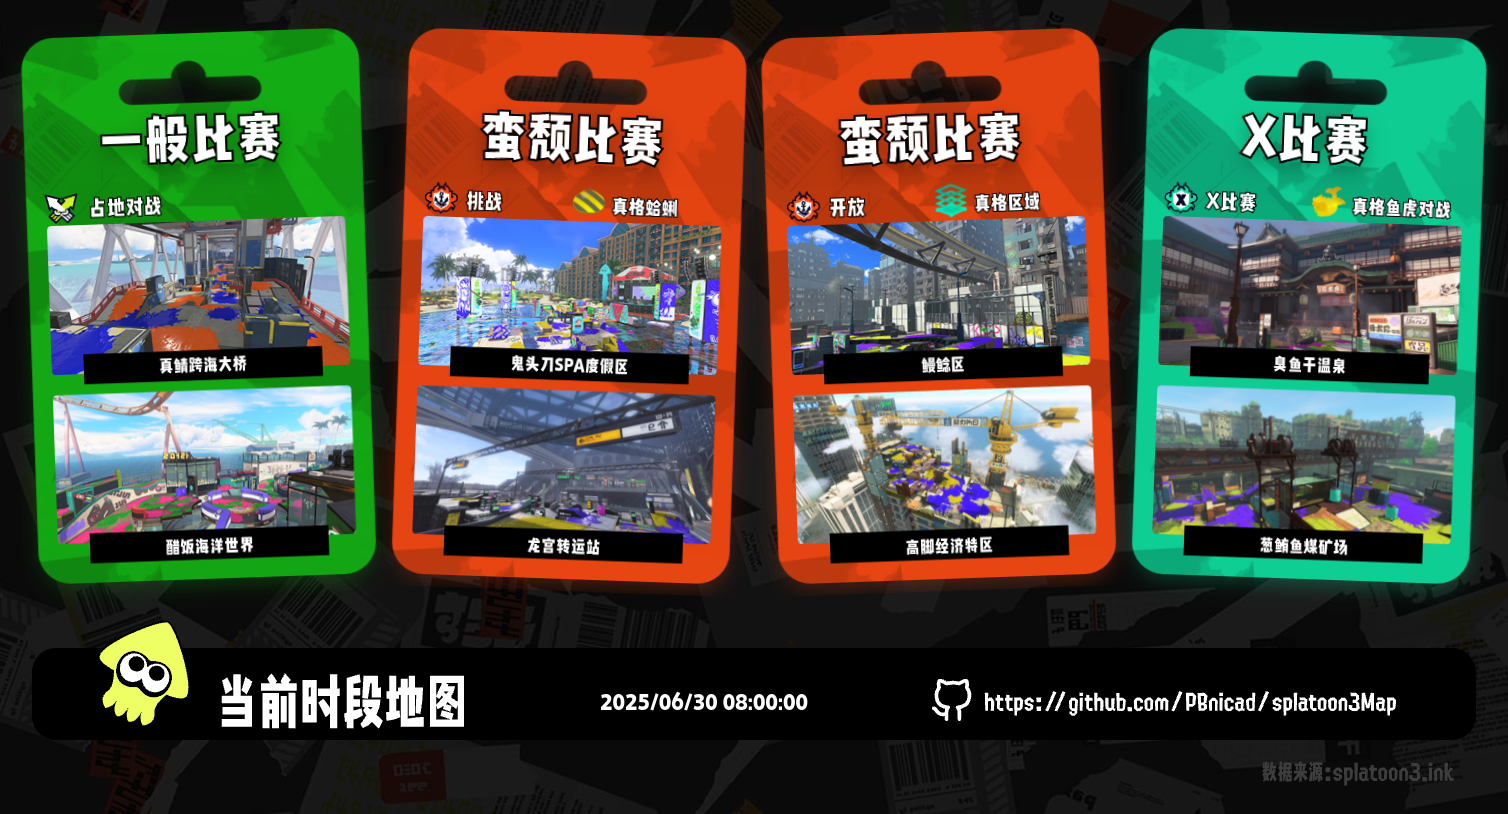 一般比赛
占地对战
真鲭跨海大桥
醋饭海洋世界
蛮颓比赛
挑战
真格蛤蜊
鬼头刀SPA度假区
龙宫转运站
蛮颓比赛
开放
真格区域
鳗鲶区
高脚经济特区
X比赛
X比赛
真格鱼虎对战
臭鱼干温泉
葱鲔鱼煤矿场
当前时段地图
2025/06/30 08:00:00
https://github.com/PBnicad/splatoon3Map
数据来源:splatoon3.ink